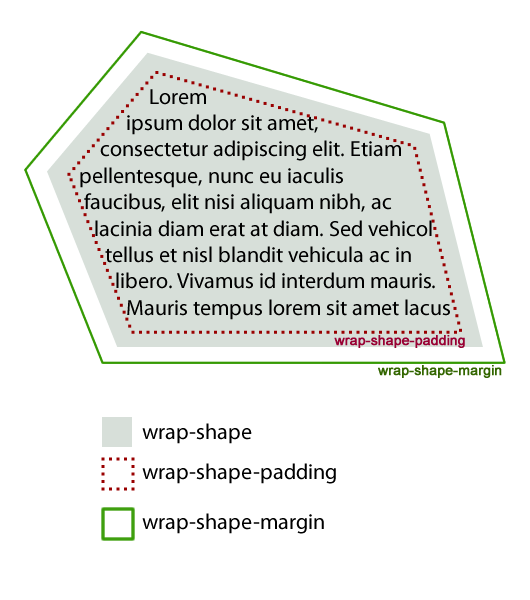 Lorem
ipsum dolor sit amet,
consectetur adipiscing elit. Etiam
pellentesque, nunc eu iaculis
faucibus, elit nisi aliquam nibh, ac
lacinia diam erat at diam. Sed vehicol
tellus et nisl blandit vehicula ac in
libero. Vivamus id interdum mauris.
Mauris tempus lorem sit amet lacus
wrap-shape-padding
wrap-shape-margin
wrap-shape
wrap-shape-padding
wrap-shape-margin